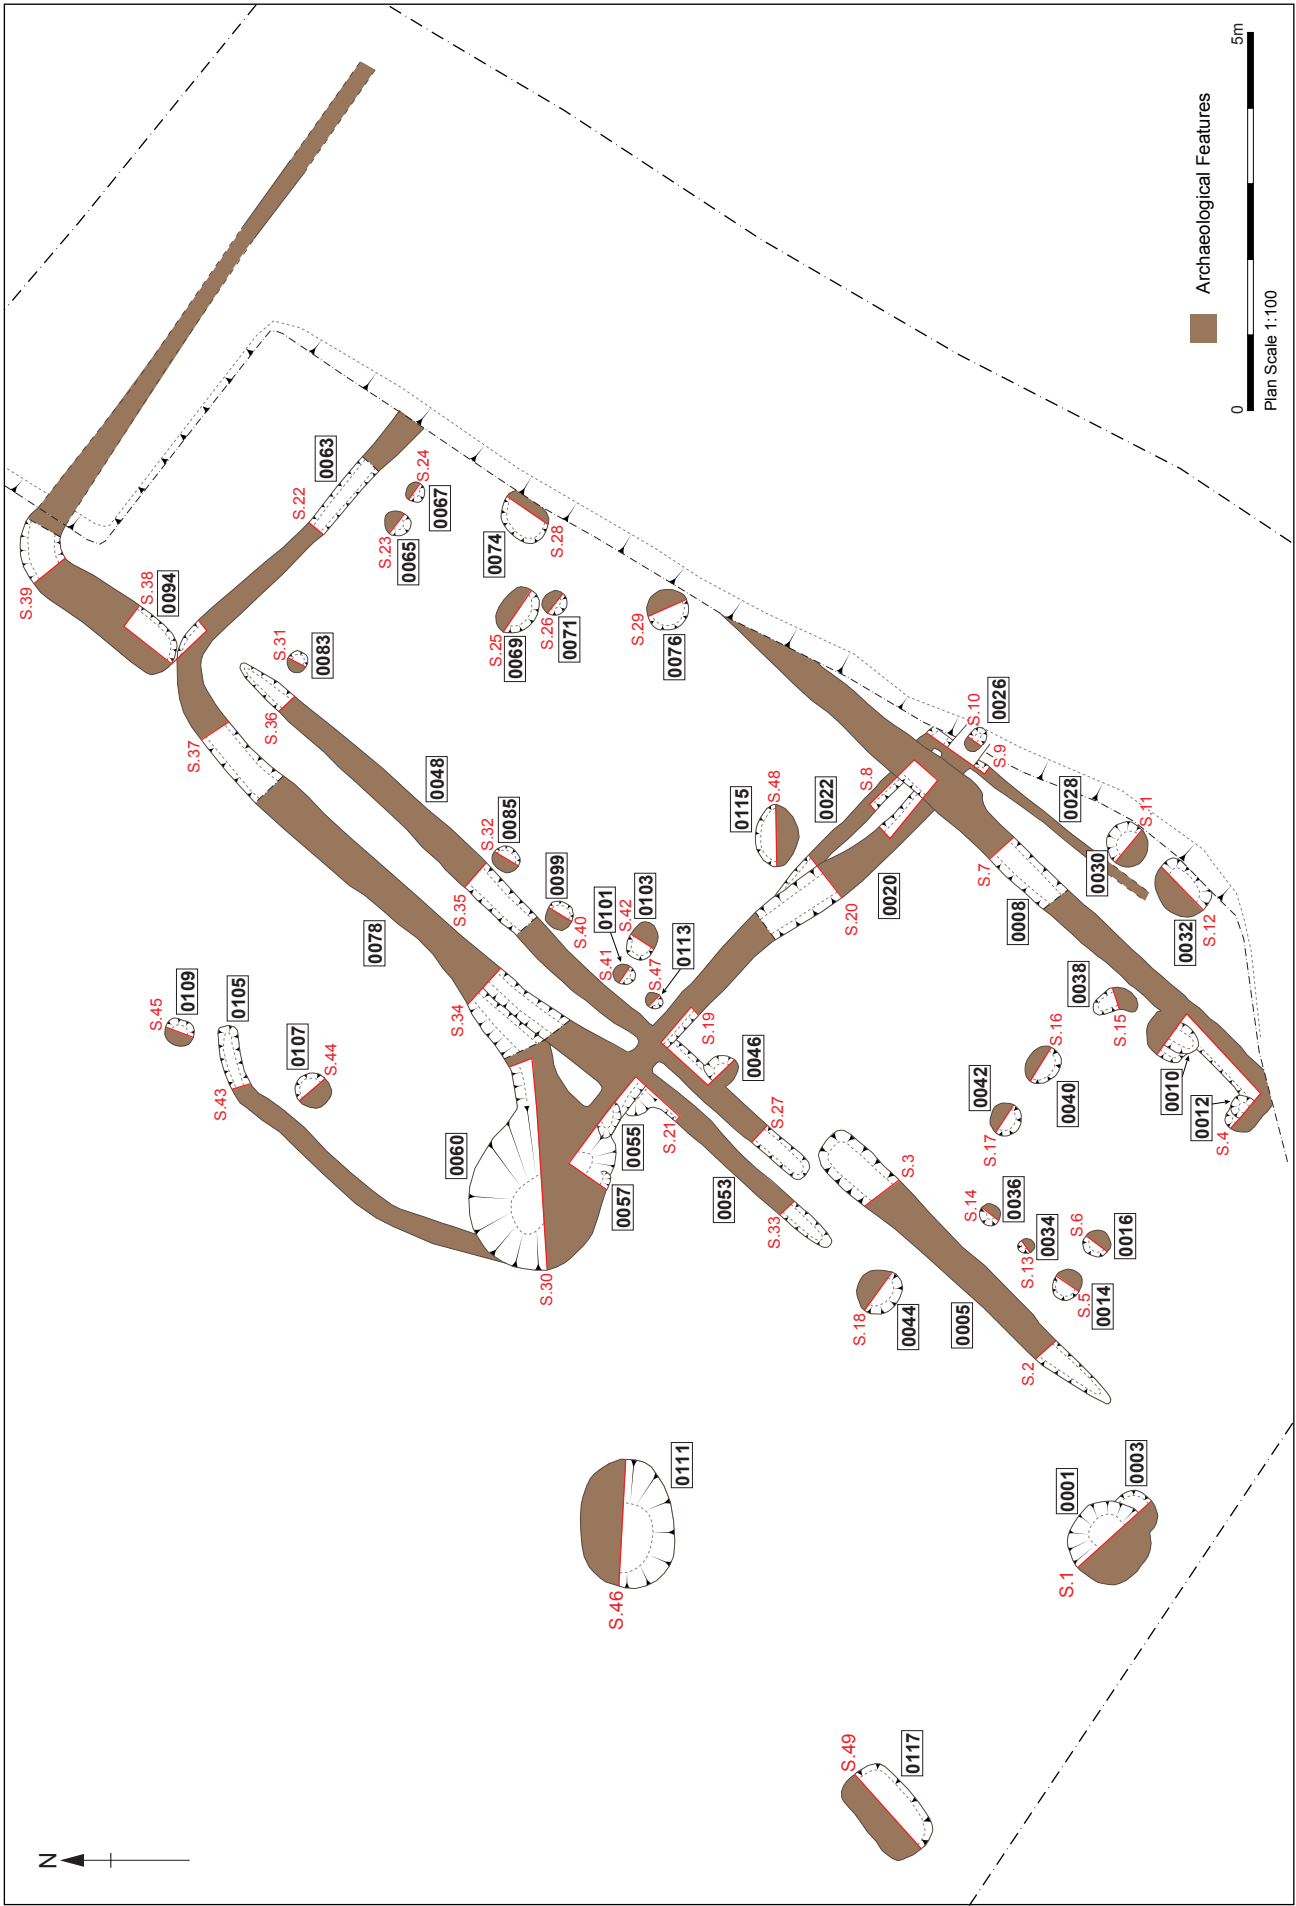 N
S.46
0111
S.49
0117
S.1
0001
0003
S.45
0109
0105
0107
S.44
S.43
0060
S.30
0057
0055
S.21
0053
S.33
S.27
0046
S.19
S.34
0078
S.37
S.36
S.31
0083
0048
S.32
0085
S.35
0099
S.40
0101
S.41
S.42
0103
S.47
0113
S.39
S.38
0094
S.22
0063
S.24
0067
S.23
0065
0074
S.28
S.25
0069
S.26
0071
S.29
0076
0115
S.48
0022
S.8
S.20
0020
S.10
0026
S.9
S.7
0008
0028
0030
S.11
0032
S.12
0038
S.15
S.16
0040
0042
S.17
0010
0012
S.4
S.14
0036
S.13
0034
S.6
0016
S.5
0014
S.3
S.18
0044
0005
S.2
Archaeological Features
0
5m
Plan Scale 1:100